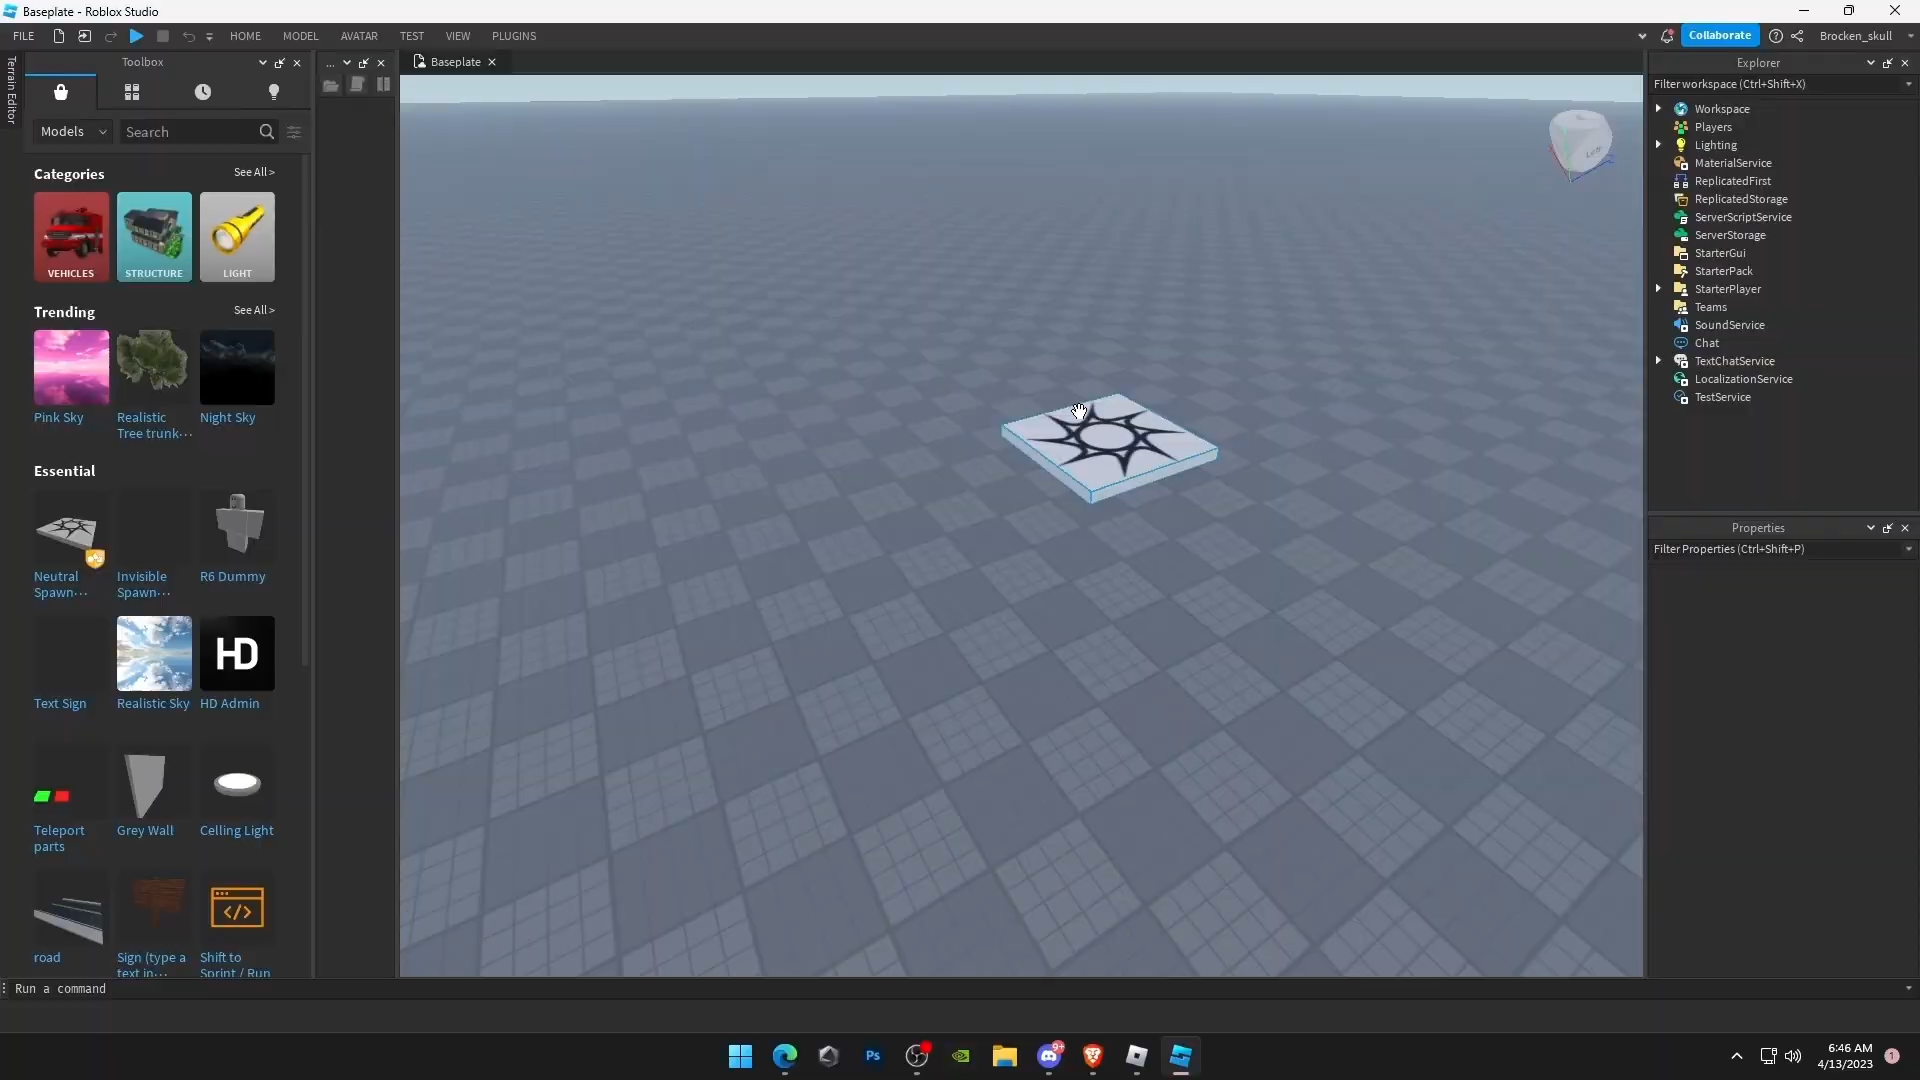 Baseplate - Roblox Studio
FILE HOME MODEL AVATAR TEST VIEW PLUGINS Collaborate Brocken_skull
Terrain Editor
Toolbox
...
Baseplate
Models
Search
Categories See All >
VEHICLES STRUCTURE LIGHT
Trending See All >
Pink Sky Realistic Night Sky
Tree trunk...
Essential
Neutral Invisible R6 Dummy
Spawn... Spawn...
HD
Text Sign Realistic Sky HD Admin
Teleport Grey Wall Celling Light
parts
road Sign (type a Shift to
text in... Sprint / Run
Left
Explorer
Filter workspace (Ctrl+Shift+X)
Workspace
Players
Lighting
MaterialService
ReplicatedFirst
ReplicatedStorage
ServerScriptService
ServerStorage
StarterGui
StarterPack
StarterPlayer
Teams
SoundService
Chat
TextChatService
LocalizationService
TestService
Properties
Filter Properties (Ctrl+Shift+P)
Run a command
Ps
9+
6:46 AM
4/13/2023
1